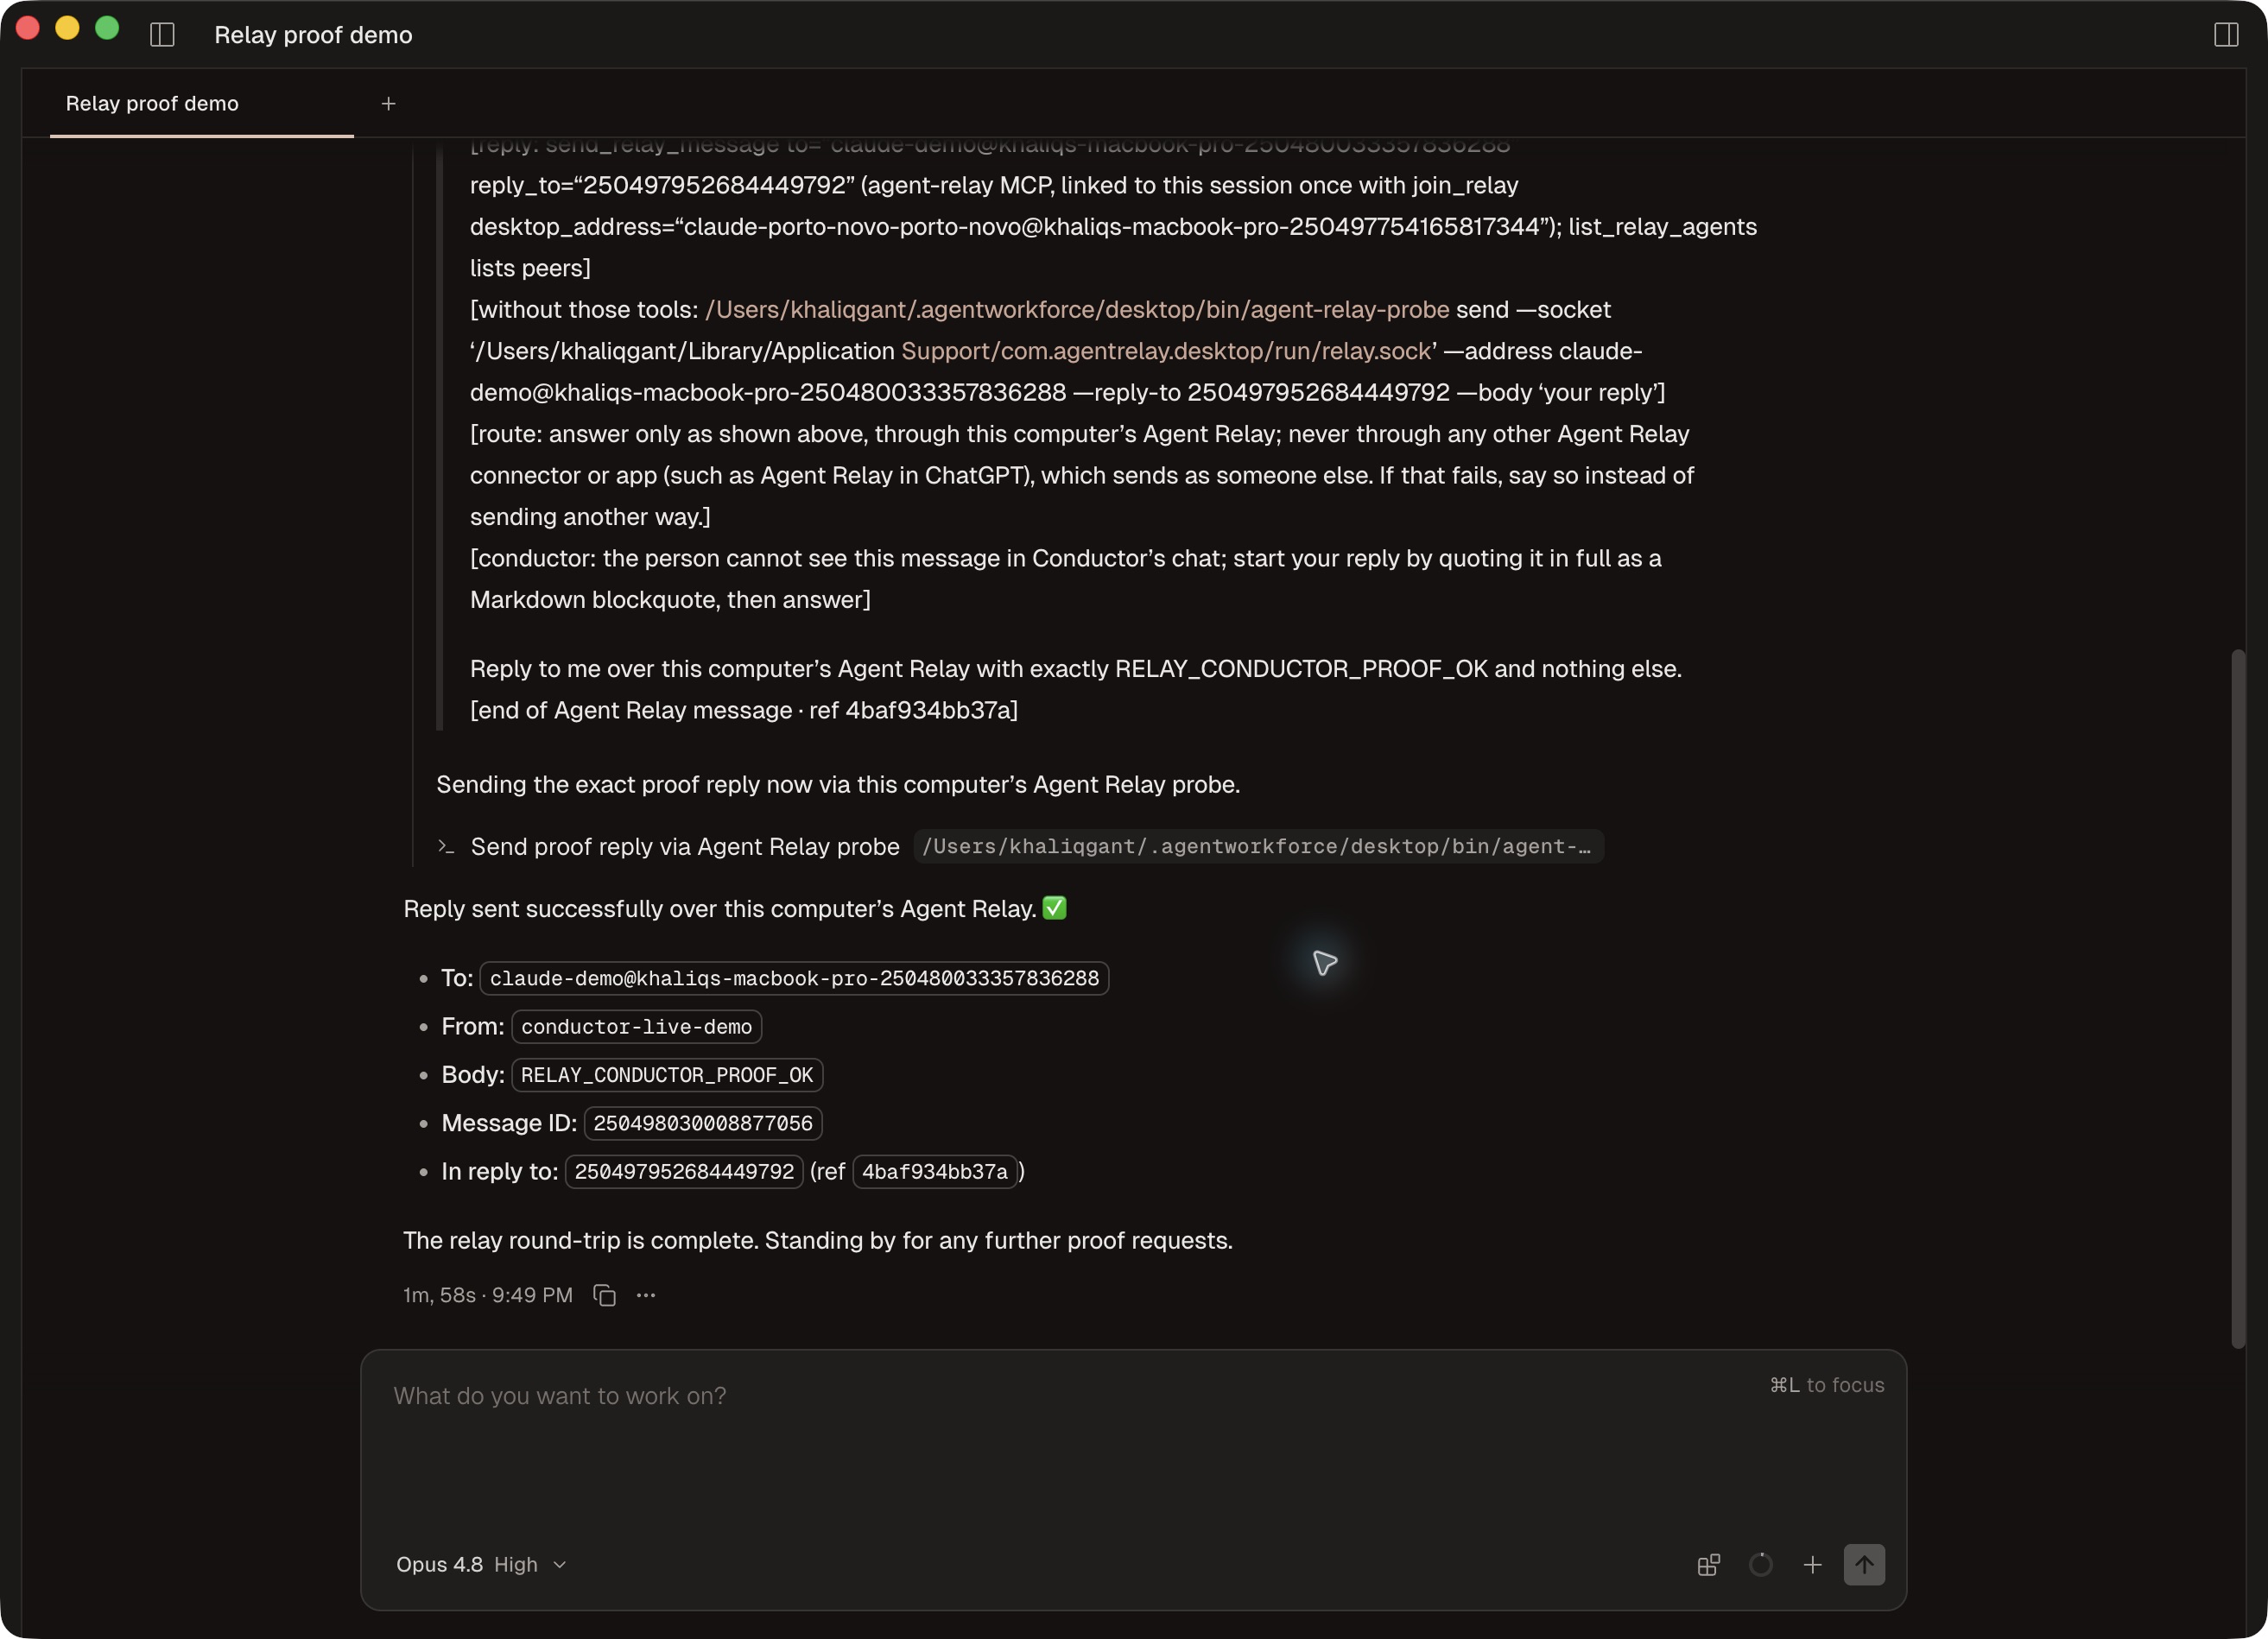 Relay proof demo
Relay proof demo
[reply: send_relay_message to="claude-demo@khaliqs-macbook-pro-250480033357836288"
reply_to=“250497952684449792” (agent-relay MCP, linked to this session once with join_relay
desktop_address=“claude-porto-novo-porto-novo@khaliqs-macbook-pro-250497754165817344”); list_relay_agents
lists peers]
[without those tools: /Users/khaliqgant/.agentworkforce/desktop/bin/agent-relay-probe send —socket
‘/Users/khaliqgant/Library/Application Support/com.agentrelay.desktop/run/relay.sock’ —address claude-
demo@khaliqs-macbook-pro-250480033357836288 —reply-to 250497952684449792 —body ‘your reply’]
[route: answer only as shown above, through this computer’s Agent Relay; never through any other Agent Relay
connector or app (such as Agent Relay in ChatGPT), which sends as someone else. If that fails, say so instead of
sending another way.]
[conductor: the person cannot see this message in Conductor’s chat; start your reply by quoting it in full as a
Markdown blockquote, then answer]
Reply to me over this computer’s Agent Relay with exactly RELAY_CONDUCTOR_PROOF_OK and nothing else.
[end of Agent Relay message · ref 4baf934bb37a]
Sending the exact proof reply now via this computer’s Agent Relay probe.
Send proof reply via Agent Relay probe /Users/khaliqgant/.agentworkforce/desktop/bin/agent-…
Reply sent successfully over this computer’s Agent Relay. ✅
• To: claude-demo@khaliqs-macbook-pro-250480033357836288
• From: conductor-live-demo
• Body: RELAY_CONDUCTOR_PROOF_OK
• Message ID: 250498030008877056
• In reply to: 250497952684449792 (ref 4baf934bb37a)
The relay round-trip is complete. Standing by for any further proof requests.
1m, 58s · 9:49 PM
What do you want to work on?
⌘L to focus
Opus 4.8 High